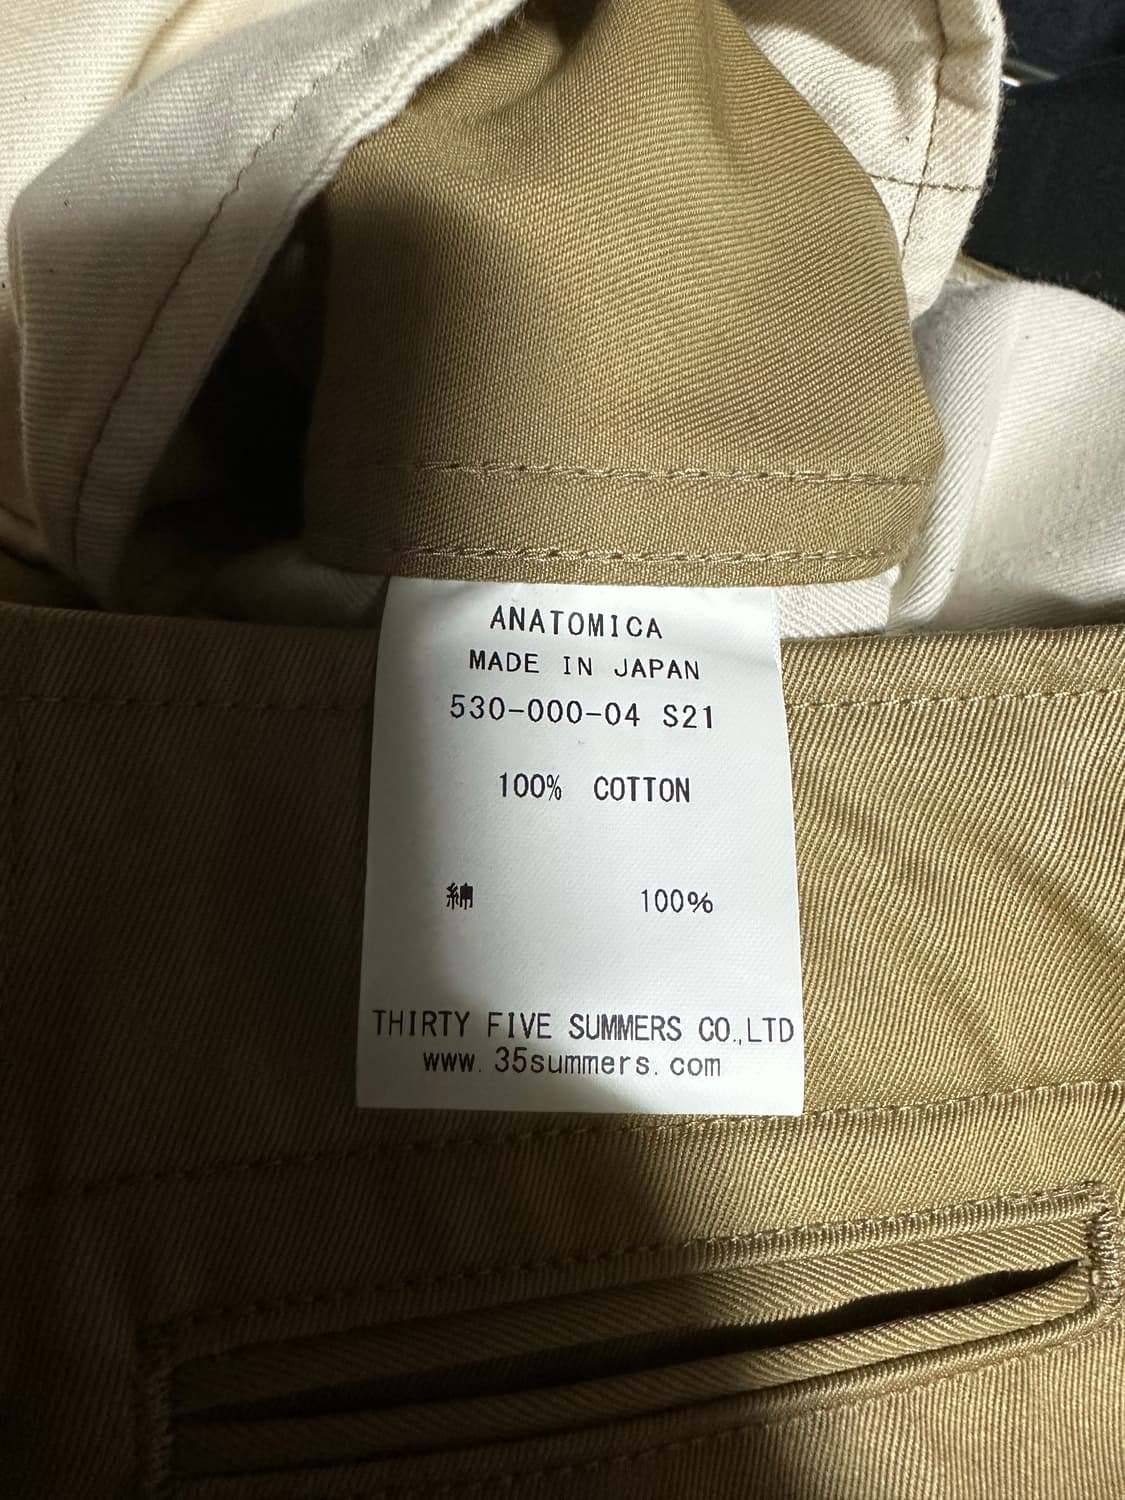 ANATOMICA
MADE IN JAPAN
530-000-04 S21
100% COTTON
綿 100%
THIRTY FIVE SUMMERS CO.,LTD
www.35summers.com